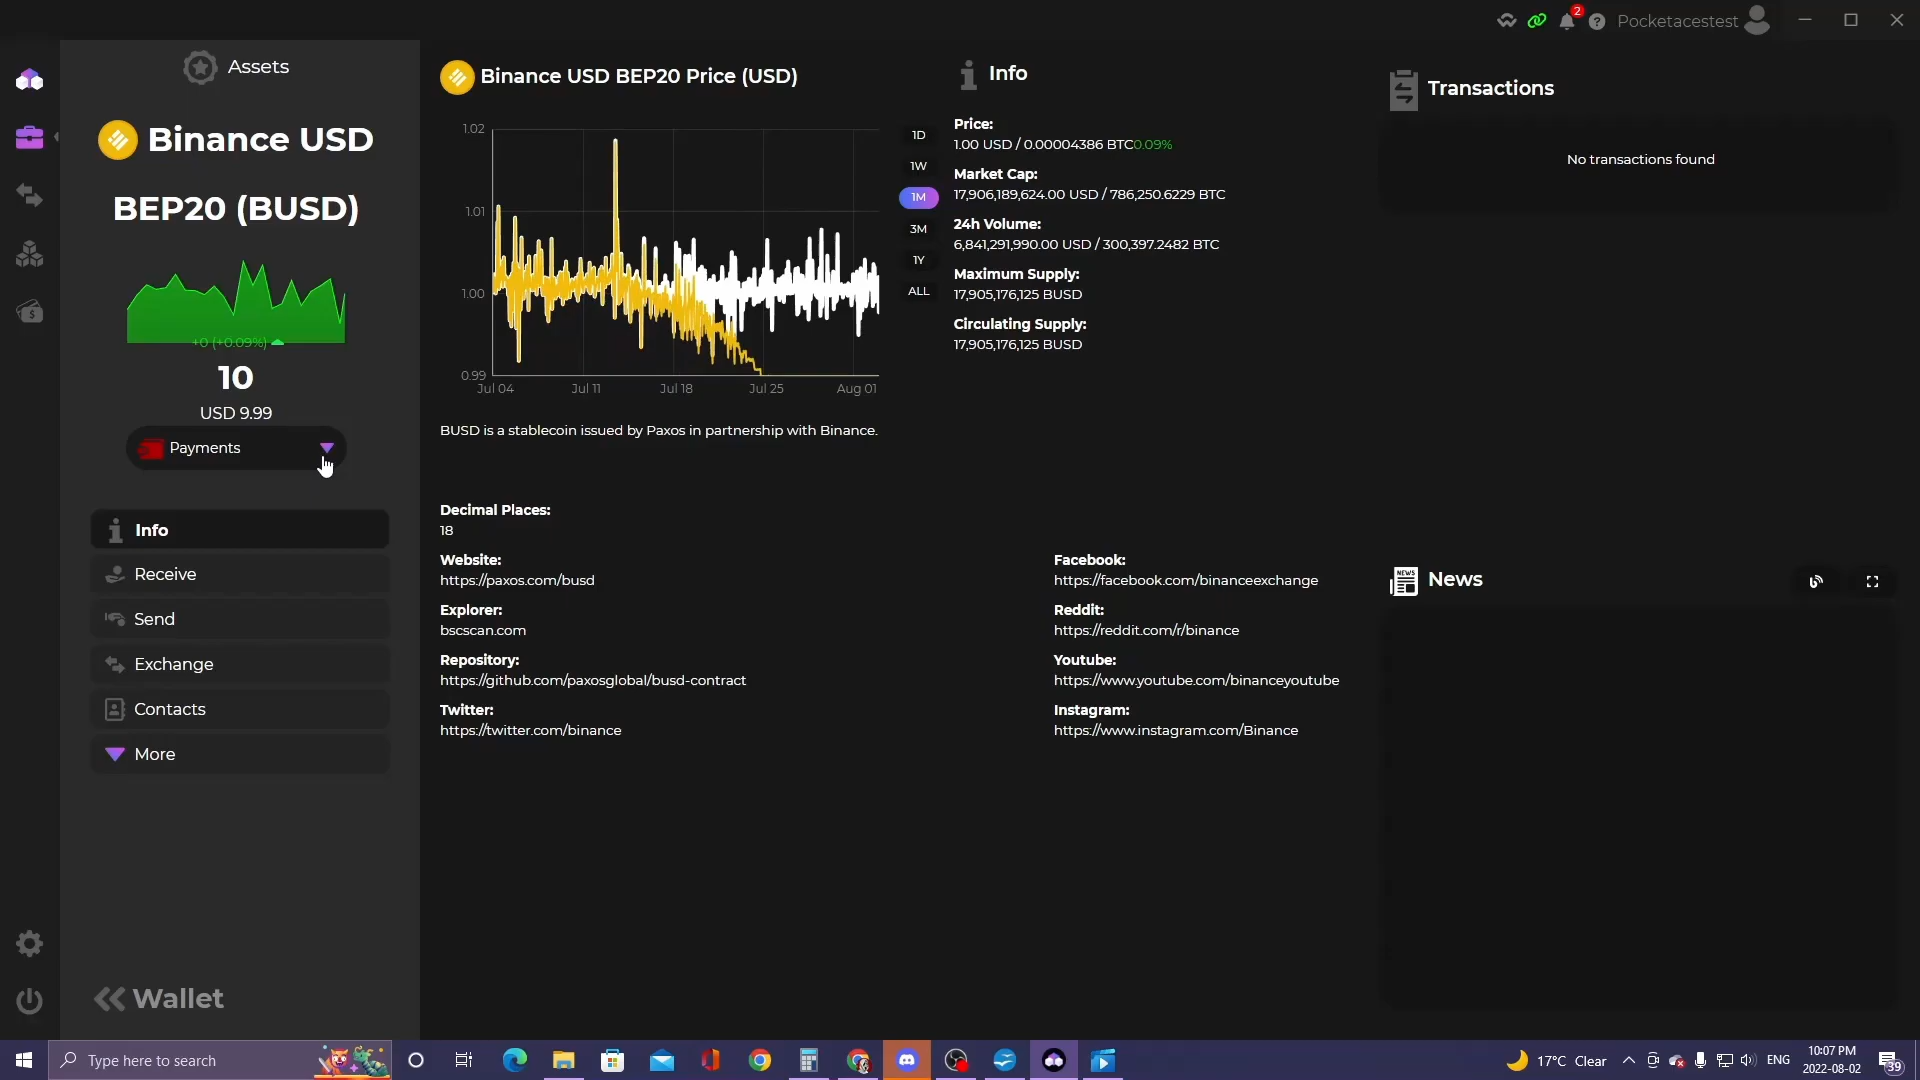 2
Pocketacestest
Assets
Binance USD
BEP20 (BUSD)
+0 (+0.09%)
10
USD 9.99
Payments
Info
Receive
Send
Exchange
Contacts
More
Wallet
Binance USD BEP20 Price (USD)
1.02
1.01
1.00
0.99
Jul 04 Jul 11 Jul 18 Jul 25 Aug 01
1D
1W
1M
3M
1Y
ALL
BUSD is a stablecoin issued by Paxos in partnership with Binance.
Info
Price:
1.00 USD / 0.00004386 BTC0.09%
Market Cap:
17,906,189,624.00 USD / 786,250.6229 BTC
24h Volume:
6,841,291,990.00 USD / 300,397.2482 BTC
Maximum Supply:
17,905,176,125 BUSD
Circulating Supply:
17,905,176,125 BUSD
Decimal Places:
18
Website:
https://paxos.com/busd
Explorer:
bscscan.com
Repository:
https://github.com/paxosglobal/busd-contract
Twitter:
https://twitter.com/binance
Facebook:
https://facebook.com/binanceexchange
Reddit:
https://reddit.com/r/binance
Youtube:
https://www.youtube.com/binanceyoutube
Instagram:
https://www.instagram.com/Binance
Transactions
No transactions found
NEWS
News
Type here to search
17°C Clear
ENG
10:07 PM
2022-08-02
39